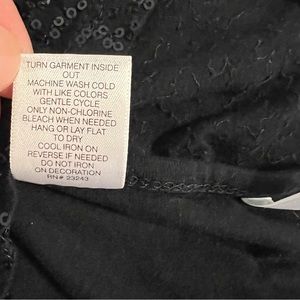 TURN GARMENT INSIDE
OUT
MACHINE WASH COLD
WITH LIKE COLORS
GENTLE CYCLE
ONLY NON-CHLORINE
BLEACH WHEN NEEDED
HANG OR LAY FLAT
TO DRY
COOL IRON ON
REVERSE IF NEEDED
DO NOT IRON
ON DECORATION
RN# 23243